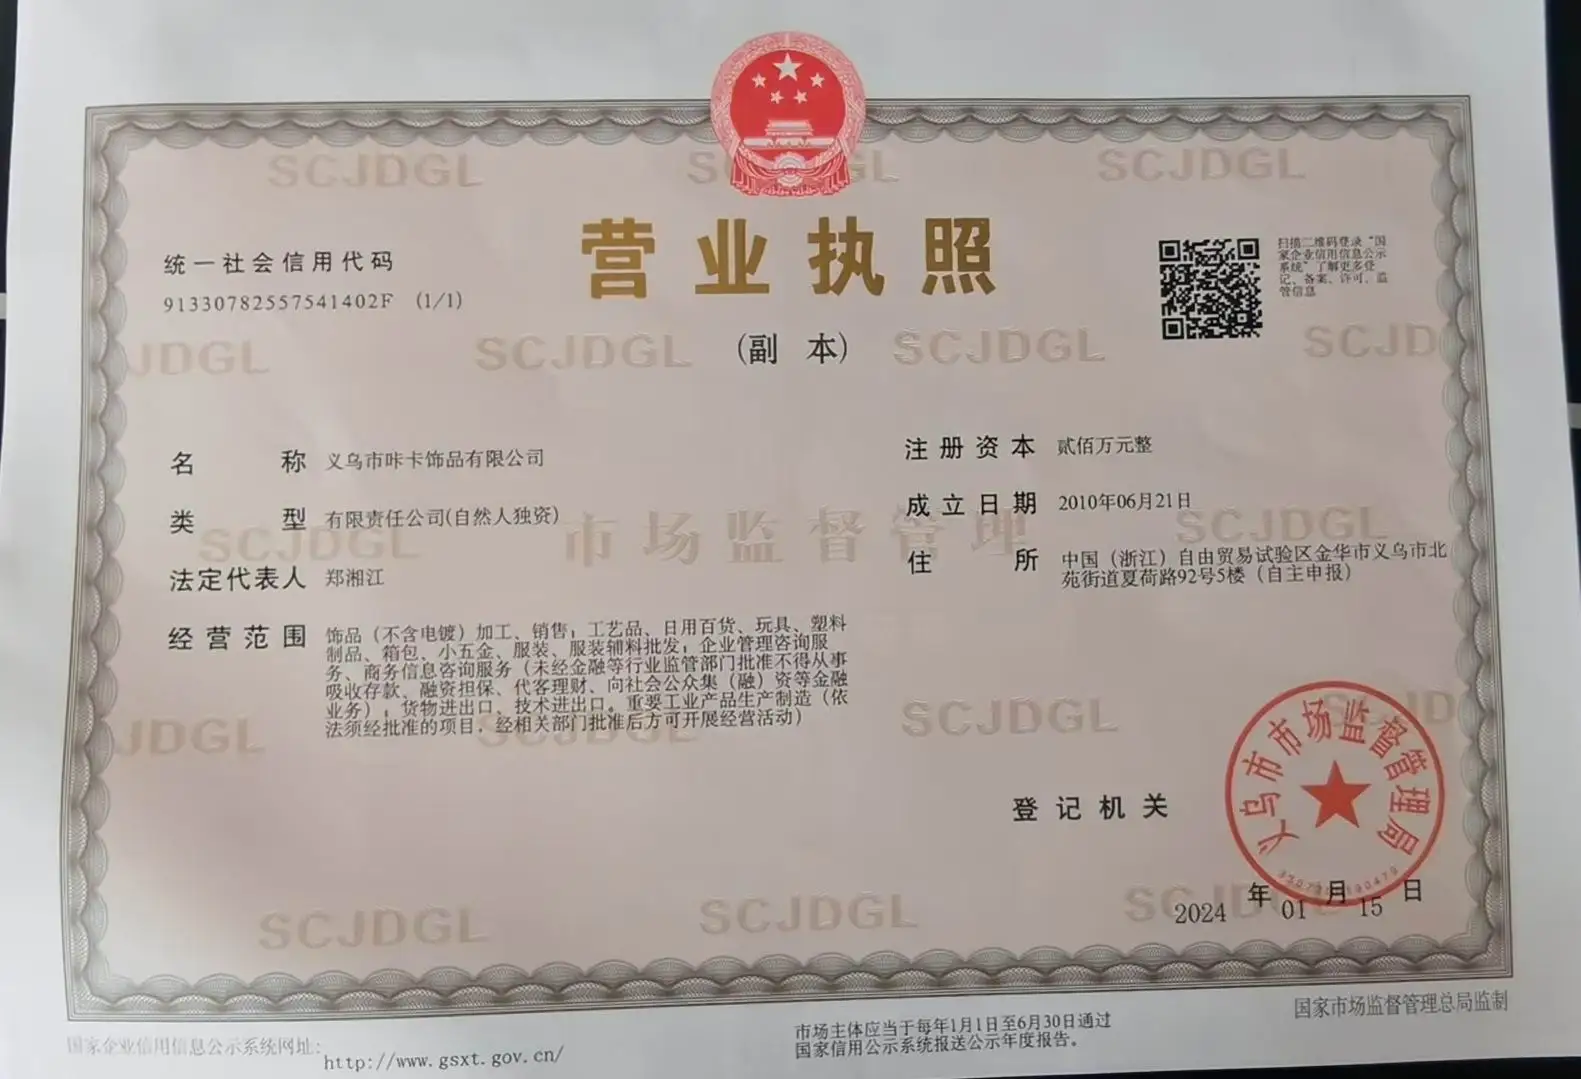 营业执照
(副 本)
统一社会信用代码
91330782557541402F (1/1)
扫描二维码登录“国
家企业信用信息公示
系统”了解更多登
记、备案、许可、监
管信息
名 称 义乌市咔卡饰品有限公司
类 型 有限责任公司(自然人独资)
法定代表人 郑湘江
经营范围 饰品（不含电镀）加工、销售；工艺品、日用百货、玩具、塑料
制品、箱包、小五金、服装、服装辅料批发；企业管理咨询服
务、商务信息咨询服务（未经金融等行业监管部门批准不得从事
吸收存款、融资担保、代客理财、向社会公众集（融）资等金融
业务）；货物进出口、技术进出口。重要工业产品生产制造（依
法须经批准的项目，经相关部门批准后方可开展经营活动）
注册资本 贰佰万元整
成立日期 2010年06月21日
住 所 中国（浙江）自由贸易试验区金华市义乌市北
苑街道夏荷路92号5楼（自主申报）
登记机关
义乌市市场监督管理局
2024 年 01 月 15 日
SCJDGL
市场监督管理
国家企业信用信息公示系统网址:
http://www.gsxt.gov.cn/
市场主体应当于每年1月1日至6月30日通过
国家信用公示系统报送公示年度报告。
国家市场监督管理总局监制